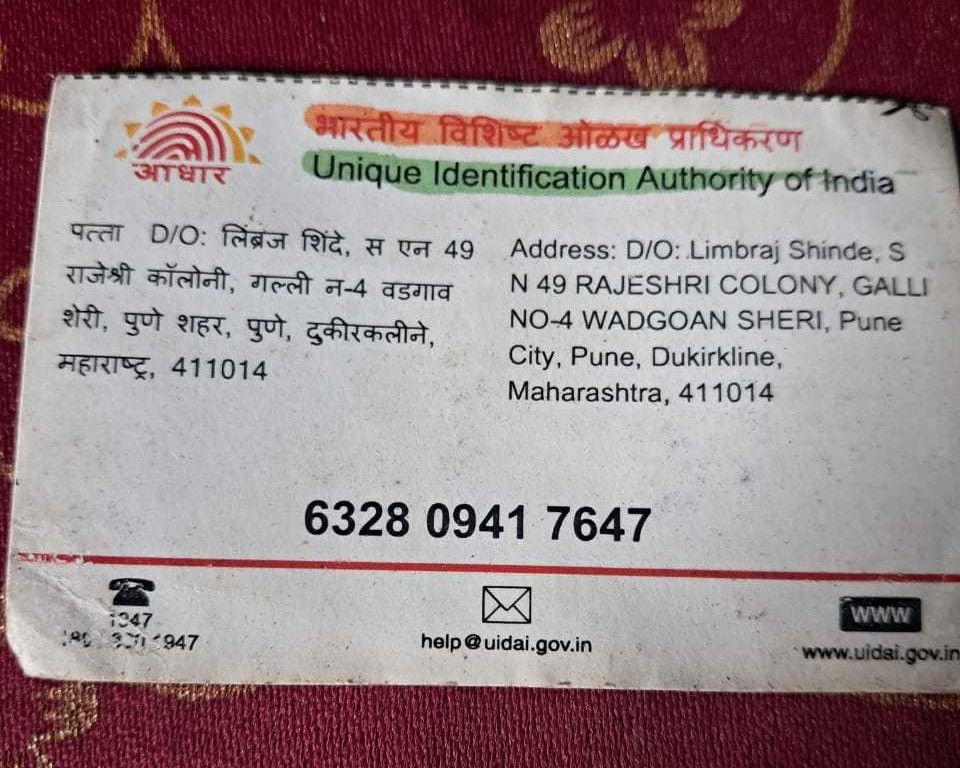 आधार
भारतीय विशिष्ट ओळख प्राधिकरण
Unique Identification Authority of India
पत्ता D/O: लिंब्रज शिंदे, स एन 49
राजेश्री कॉलोनी, गल्ली न-4 वडगाव
शेरी, पुणे शहर, पुणे, दुकीरकलीने,
महाराष्ट्र, 411014
Address: D/O: Limbraj Shinde, S
N 49 RAJESHRI COLONY, GALLI
NO-4 WADGOAN SHERI, Pune
City, Pune, Dukirkline,
Maharashtra, 411014
6328 0941 7647
1947
help@uidai.gov.in
www
www.uidai.gov.in